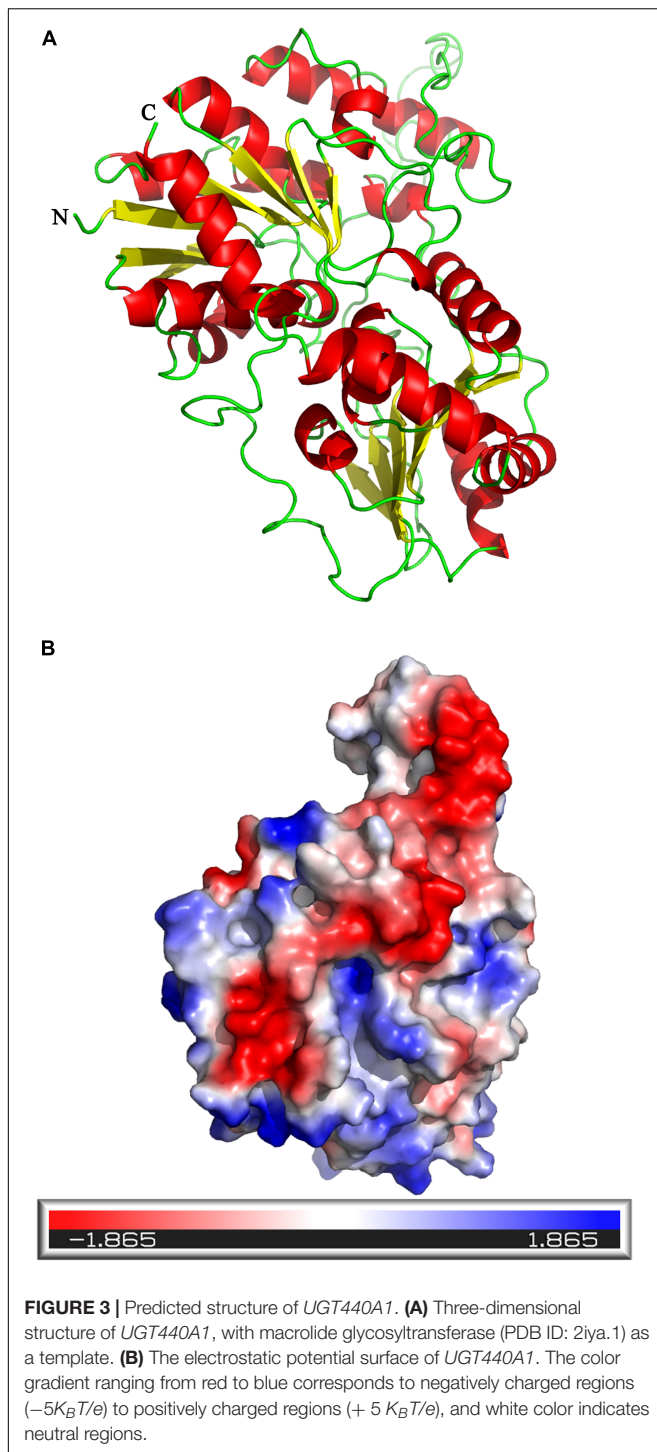 A
C
N
B
−1.865 1.865
FIGURE 3 | Predicted structure of UGT440A1. (A) Three-dimensional
structure of UGT440A1, with macrolide glycosyltransferase (PDB ID: 2iya.1) as
a template. (B) The electrostatic potential surface of UGT440A1. The color
gradient ranging from red to blue corresponds to negatively charged regions
(−5KBT/e) to positively charged regions (+ 5 KBT/e), and white color indicates
neutral regions.